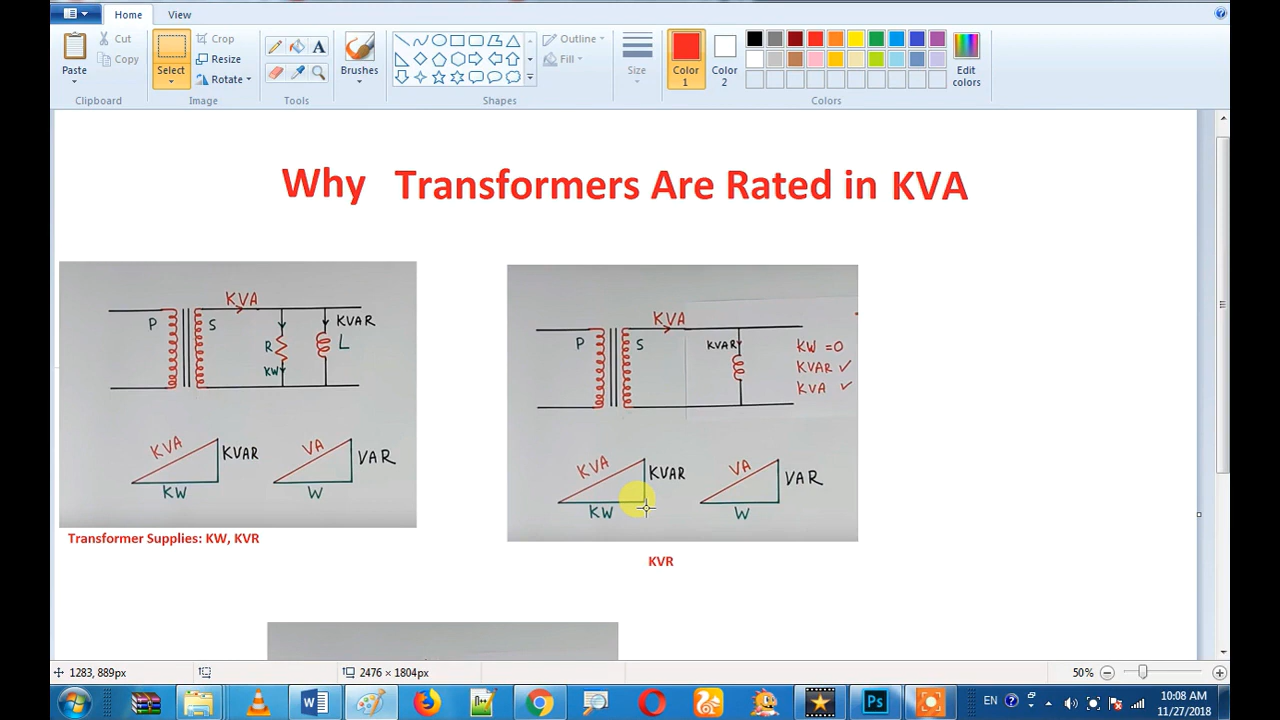 Home
View
Paste
Cut
Copy
Clipboard
Select
Crop
Resize
Rotate
Image
A
Tools
Brushes
Shapes
Outline
Fill
Size
Color
1
Color
2
Edit
colors
Colors
Why Transformers Are Rated in KVA
KVA
P
S
KVAR
R
L
KW
KVA
KVAR
KW
VA
VAR
W
Transformer Supplies: KW, KVR
KVA
P
S
KVAR
KW =0
KVAR ✓
KVA ✓
KVA
KVAR
KW
VA
VAR
W
KVR
1283, 889px
2476 × 1804px
50%
W
Ps
EN
10:08 AM
11/27/2018